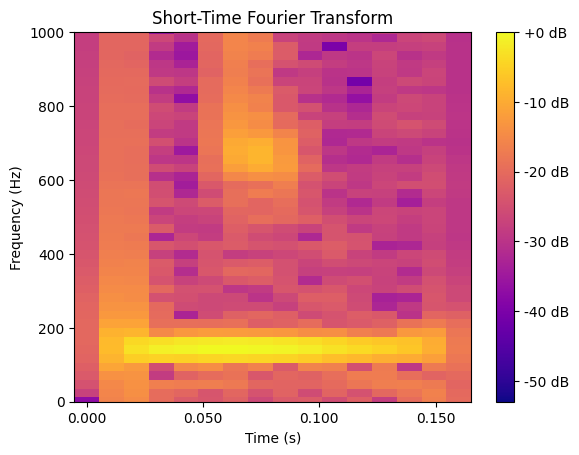 Short-Time Fourier Transform
Frequency (Hz)
1000
800
600
400
200
0
0.000
0.050
0.100
0.150
Time (s)
+0 dB
-10 dB
-20 dB
-30 dB
-40 dB
-50 dB